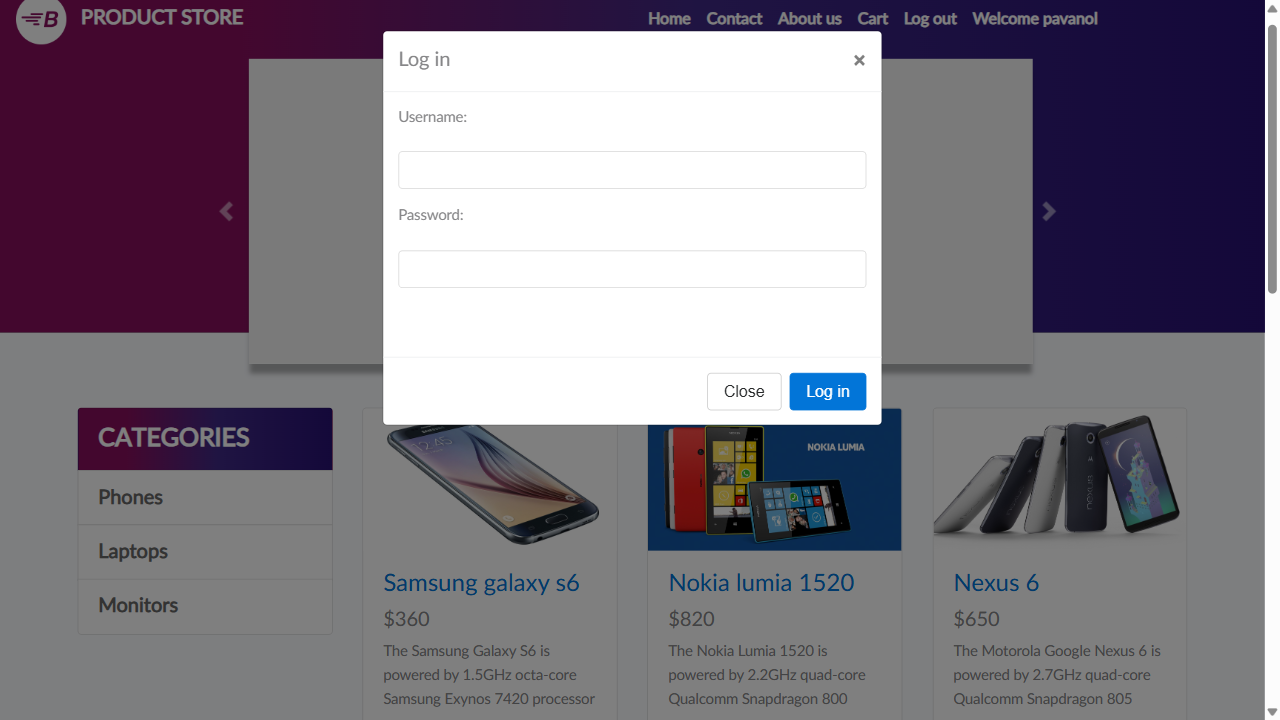 B PRODUCT STORE
Home Contact About us Cart Log out Welcome pavanol
Log in ×
Username:
Password:
Close Log in
CATEGORIES
Phones
Laptops
Monitors
12:45
Samsung galaxy s6
$360
The Samsung Galaxy S6 is
powered by 1.5GHz octa-core
Samsung Exynos 7420 processor
NOKIA LUMIA
Nokia lumia 1520
$820
The Nokia Lumia 1520 is
powered by 2.2GHz quad-core
Qualcomm Snapdragon 800
nexus
Nexus 6
$650
The Motorola Google Nexus 6 is
powered by 2.7GHz quad-core
Qualcomm Snapdragon 805